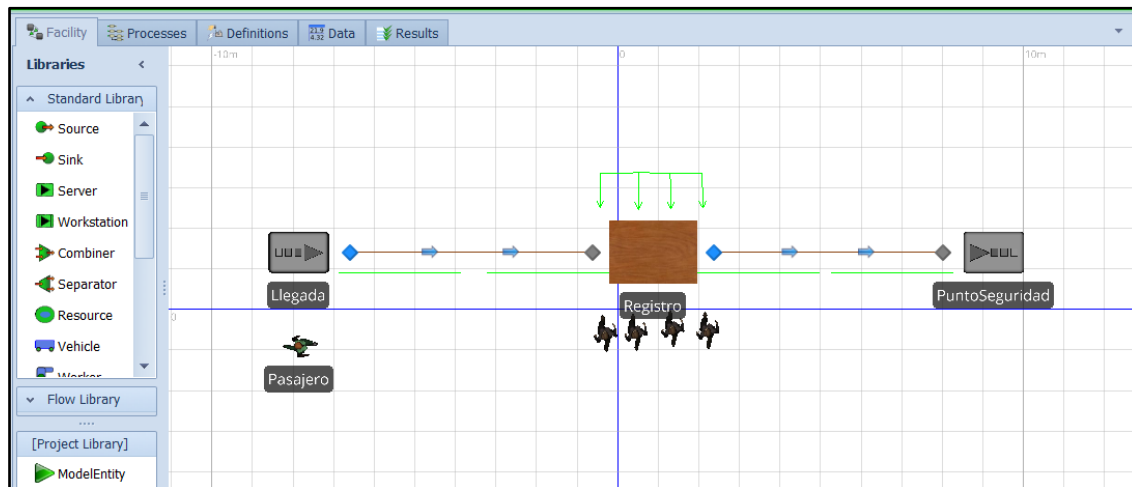 Facility
Processes
Definitions
Data
Results
Libraries
Standard Library
Source
Sink
Server
Workstation
Combiner
Separator
Resource
Vehicle
Worker
Flow Library
[Project Library]
ModelEntity
-10m
0
10m
0
Llegada
Registro
PuntoSeguridad
Pasajero